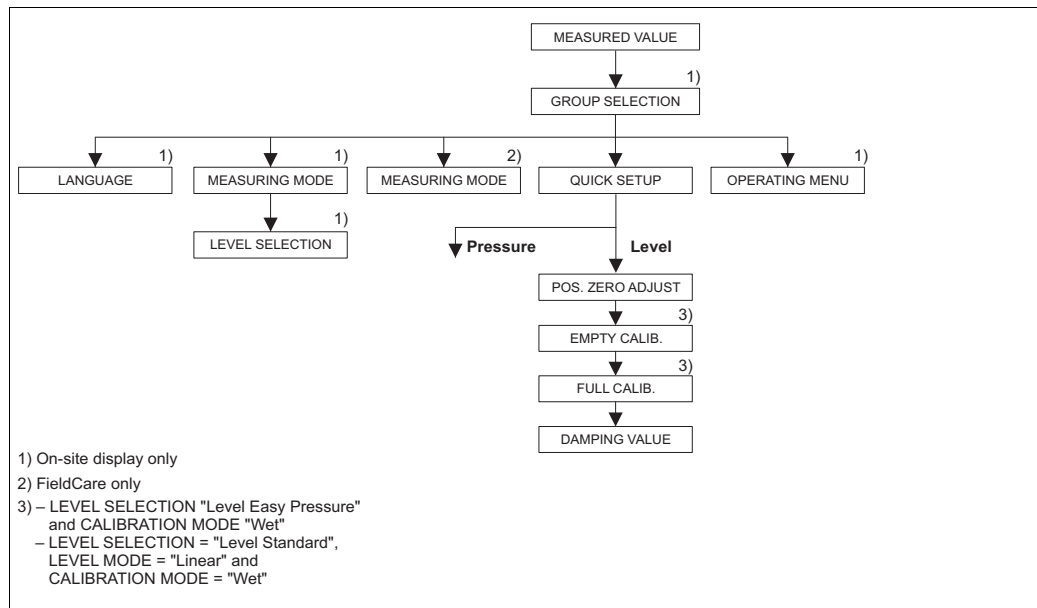 MEASURED VALUE
1)
GROUP SELECTION
1)
LANGUAGE
1)
MEASURING MODE
2)
MEASURING MODE
QUICK SETUP
1)
OPERATING MENU
1)
LEVEL SELECTION
Pressure
Level
POS. ZERO ADJUST
3)
EMPTY CALIB.
3)
FULL CALIB.
DAMPING VALUE
1) On-site display only
2) FieldCare only
3) – LEVEL SELECTION "Level Easy Pressure"
and CALIBRATION MODE "Wet"
– LEVEL SELECTION = "Level Standard",
LEVEL MODE = "Linear" and
CALIBRATION MODE = "Wet"